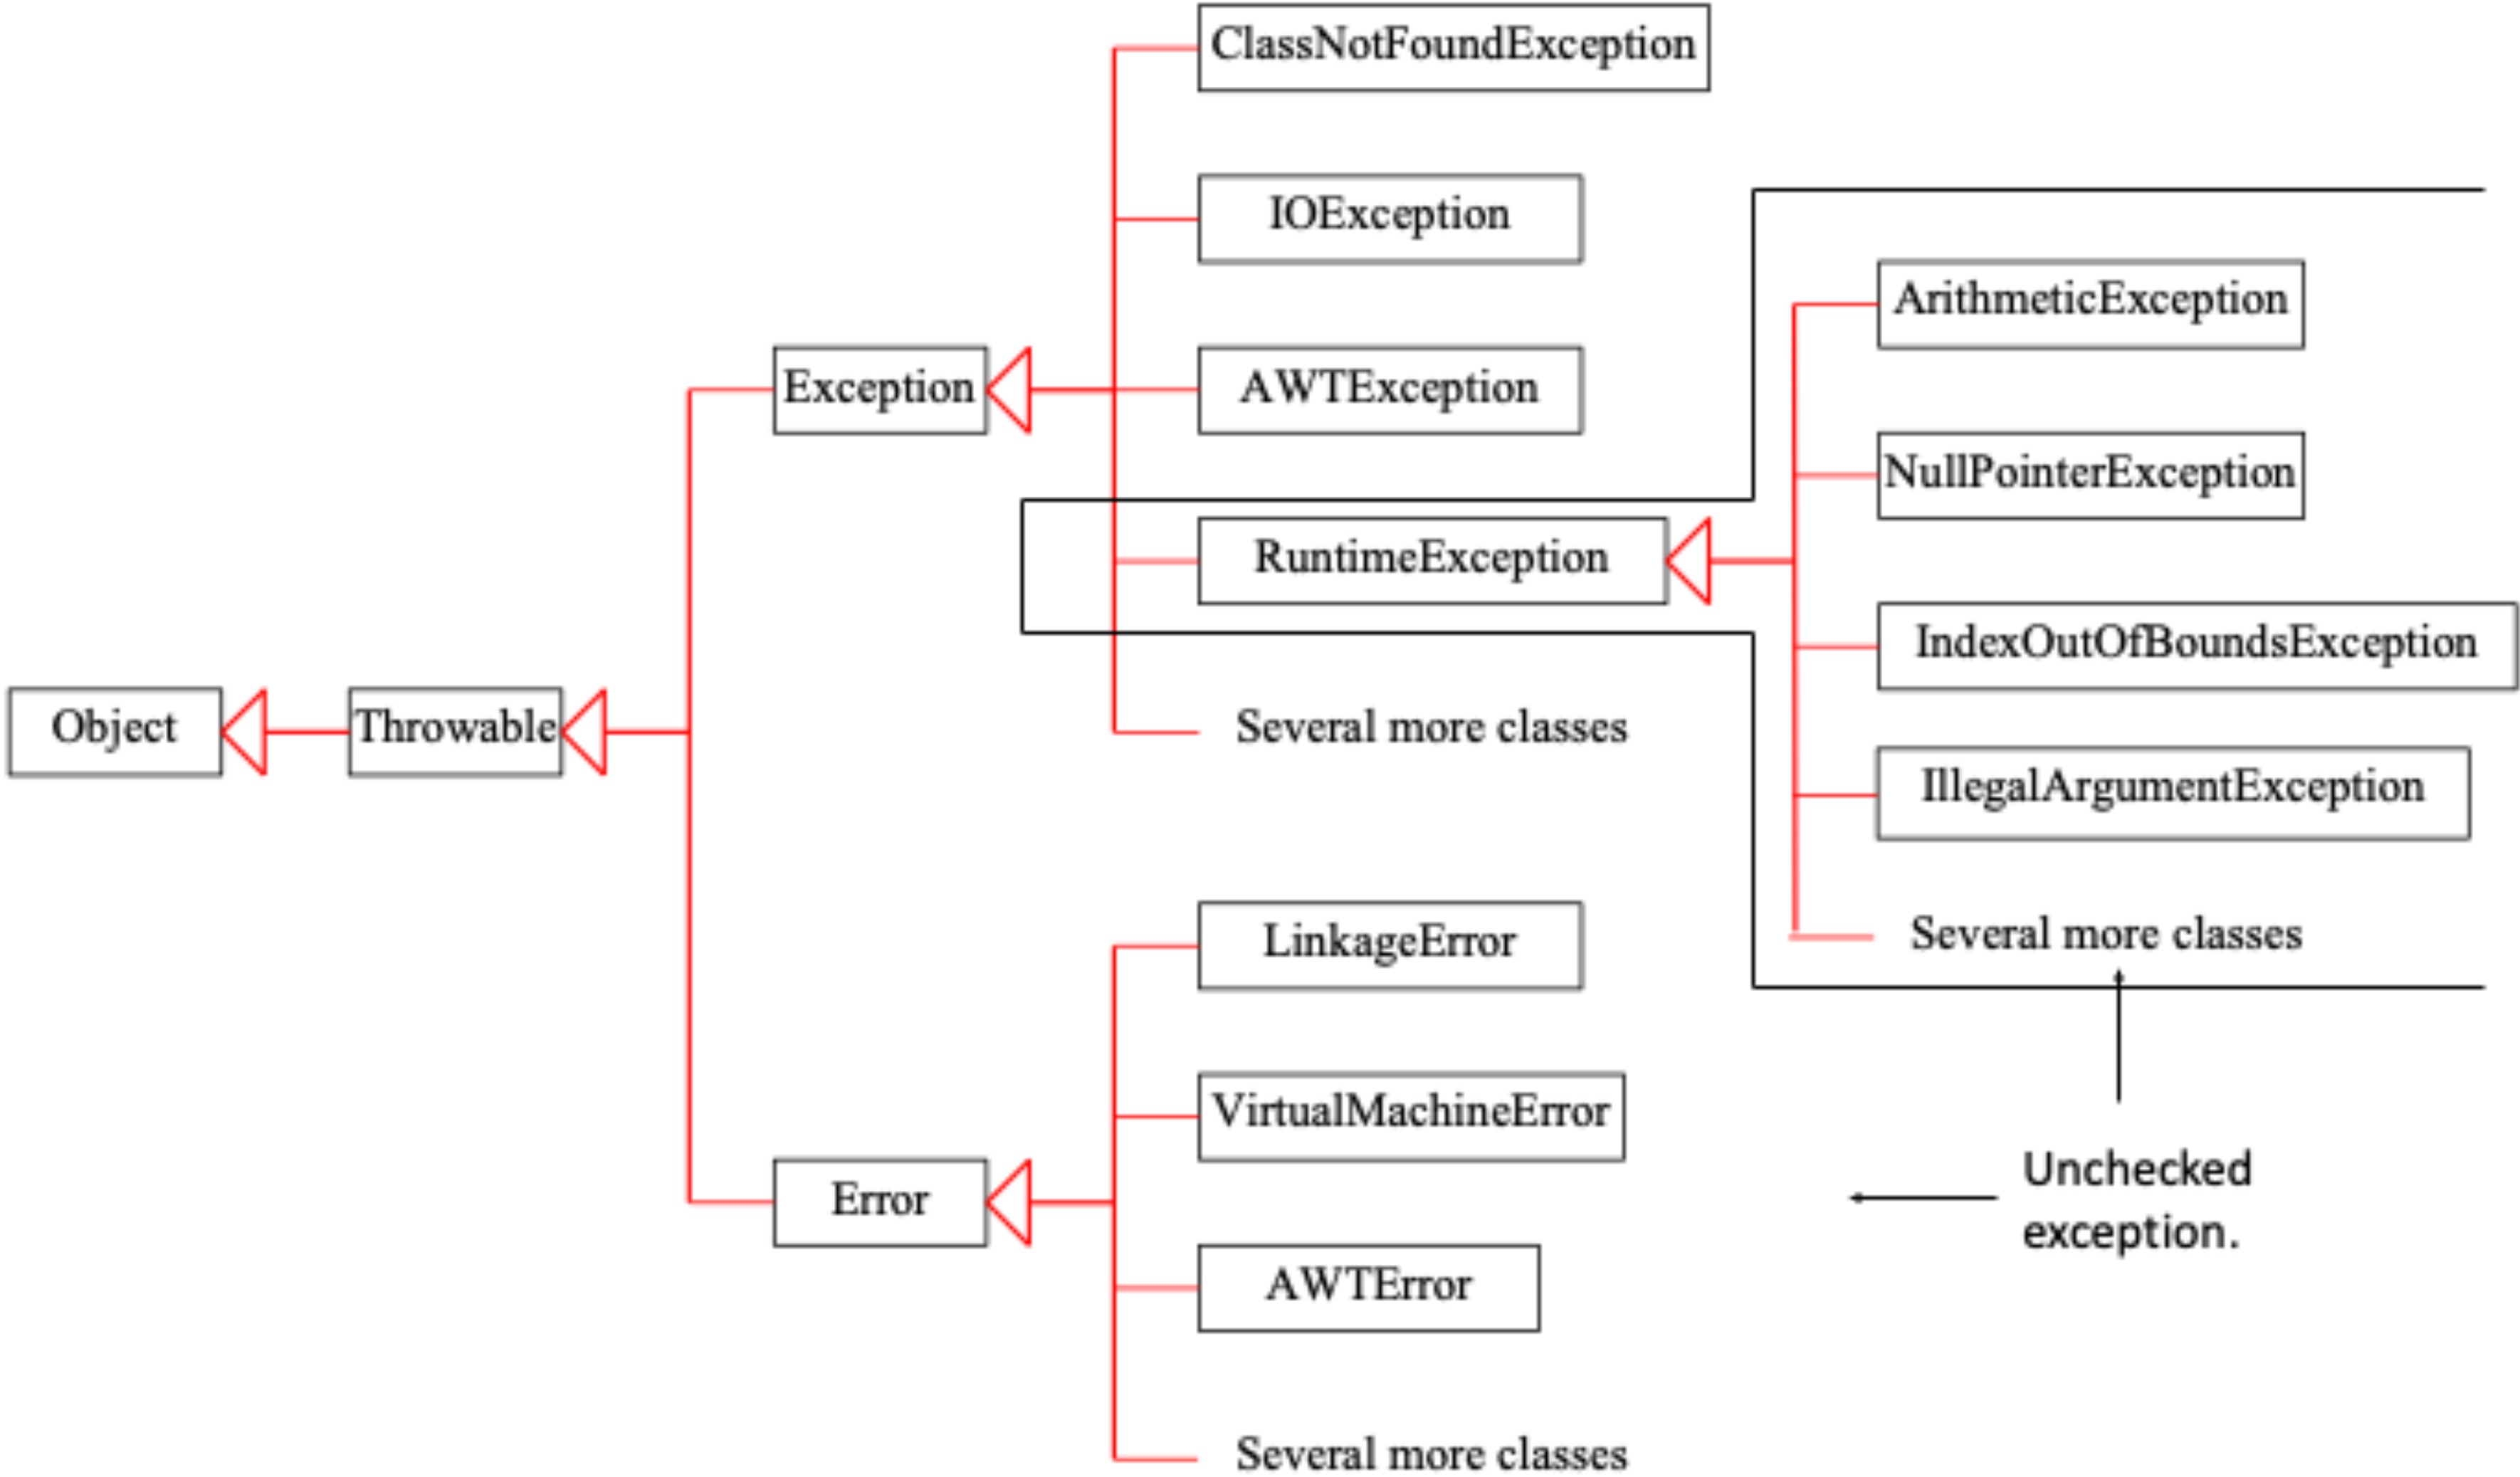 ClassNotFoundException
IOException
ArithmeticException
Exception
AWTException
NullPointerException
RuntimeException
IndexOutOfBoundsException
Object
Throwable
Several more classes
IllegalArgumentException
LinkageError
Several more classes
VirtualMachineError
Error
Unchecked
exception.
AWTError
Several more classes